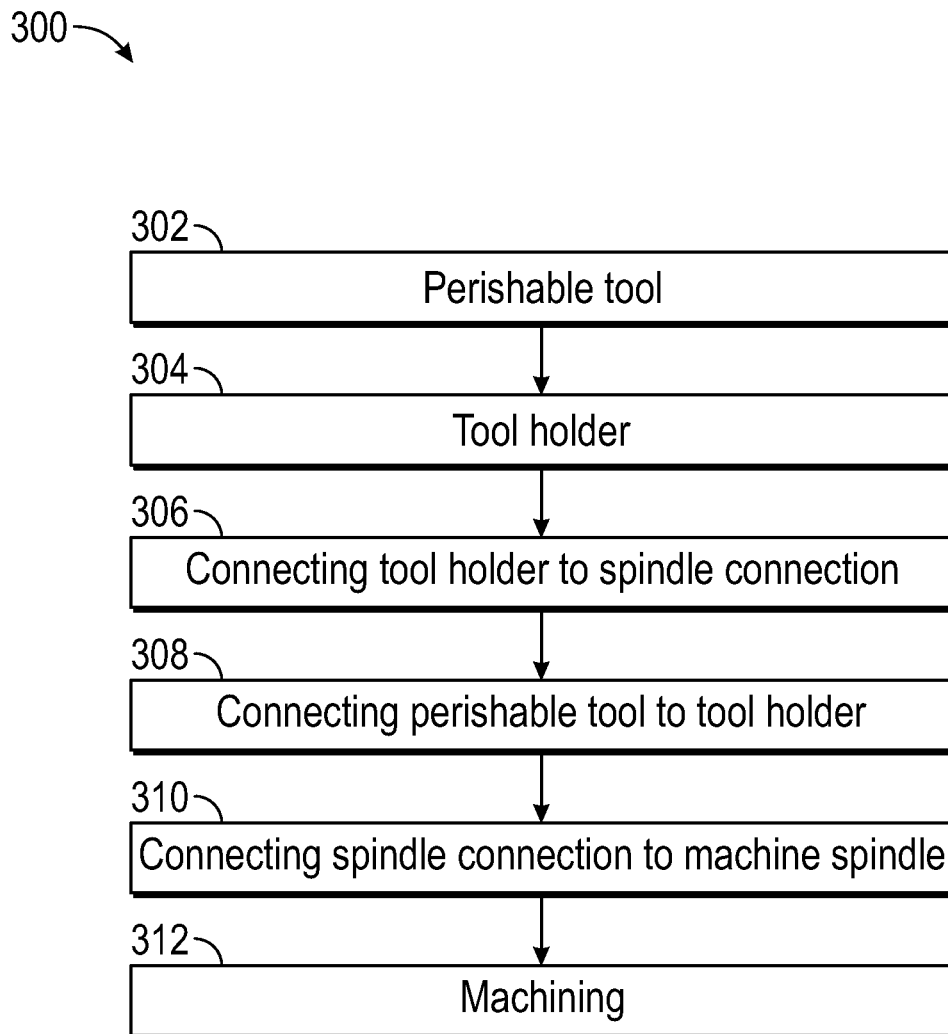 300
302
Perishable tool
304
Tool holder
306
Connecting tool holder to spindle connection
308
Connecting perishable tool to tool holder
310
Connecting spindle connection to machine spindle
312
Machining